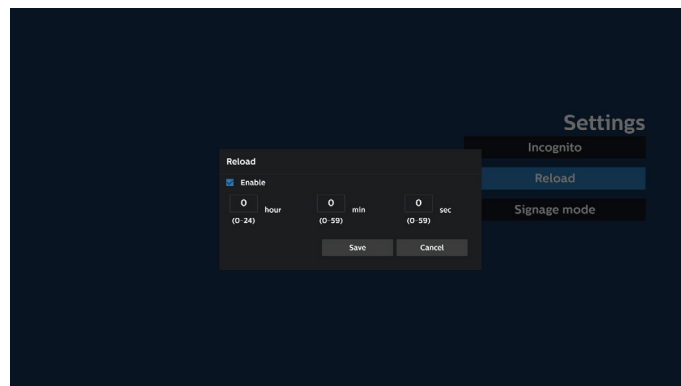 Settings
Incognito
Reload
Signage mode
Reload
Enable
0 hour 0 min 0 sec
(0-24) (0-59) (0-59)
Save Cancel